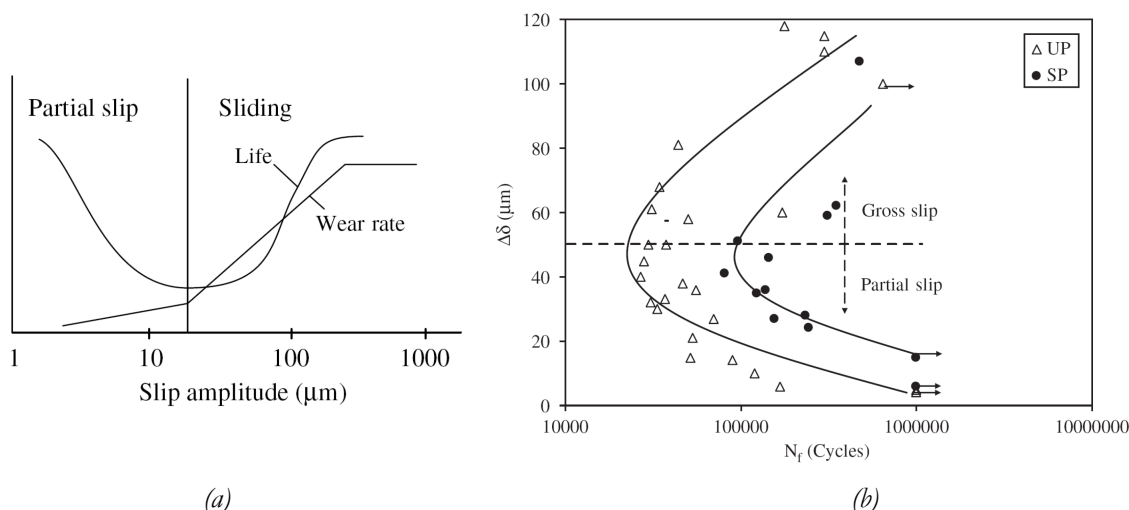 Partial slip
Sliding
Life
Wear rate
1
10
100
1000
Slip amplitude (μm)
(a)
120
100
80
60
40
20
0
Δδ (μm)
UP
SP
Gross slip
Partial slip
10000
100000
1000000
10000000
Nf (Cycles)
(b)